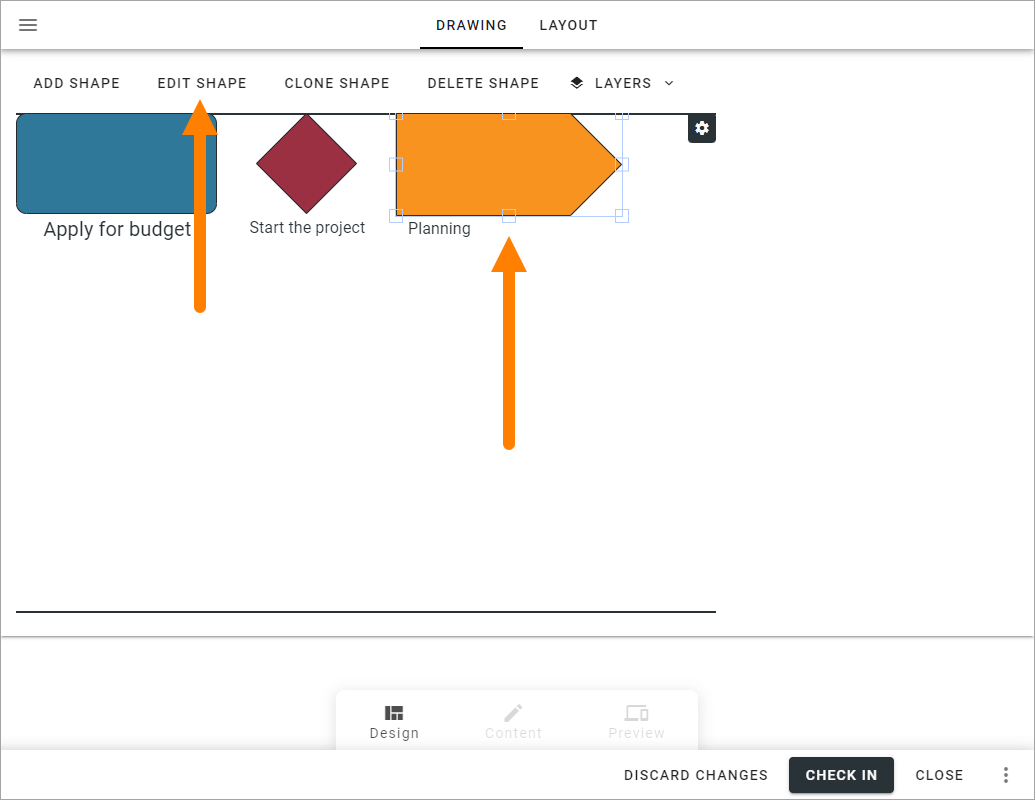 DRAWING LAYOUT
ADD SHAPE EDIT SHAPE CLONE SHAPE DELETE SHAPE LAYERS
Apply for budget Start the project Planning
Design Content Preview
DISCARD CHANGES CHECK IN CLOSE